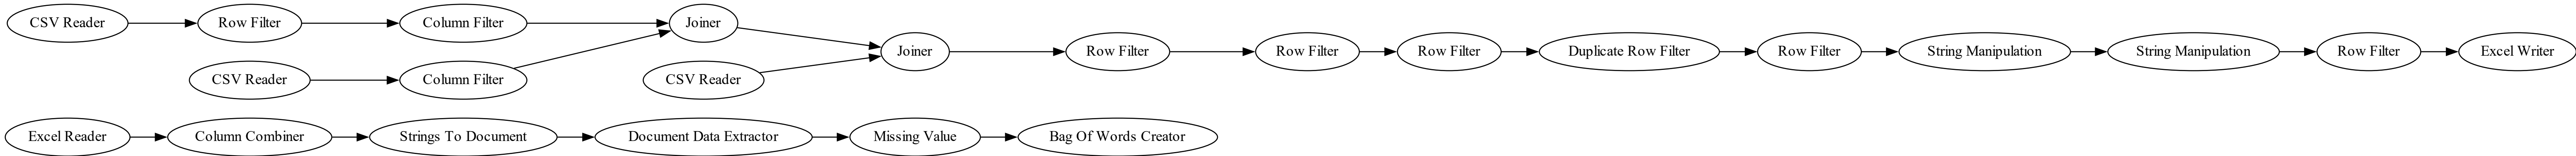 CSV Reader
Row Filter
Column Filter
Joiner
CSV Reader
Column Filter
CSV Reader
Joiner
Row Filter
Row Filter
Row Filter
Duplicate Row Filter
Row Filter
String Manipulation
String Manipulation
Row Filter
Excel Writer
Excel Reader
Column Combiner
Strings To Document
Document Data Extractor
Missing Value
Bag Of Words Creator